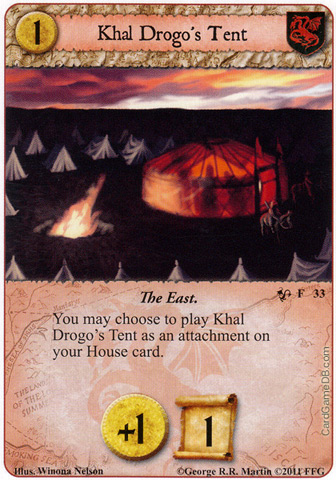 1
Khal Drogo's Tent
The East.
F 33
You may choose to play Khal
Drogo's Tent as an attachment on
your House card.
+1
1
CardGameDB.com
Illus. Winona Nelson
©George R.R. Martin ©2011 FFG